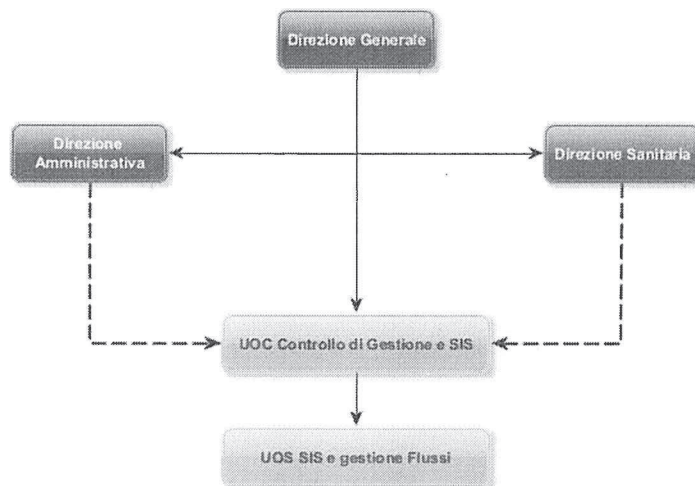 Direzione Generale
Direzione
Amministrativa
Direzione Sanitaria
UOC Controllo di Gestione e SIS
UOS SIS e gestione Flussi